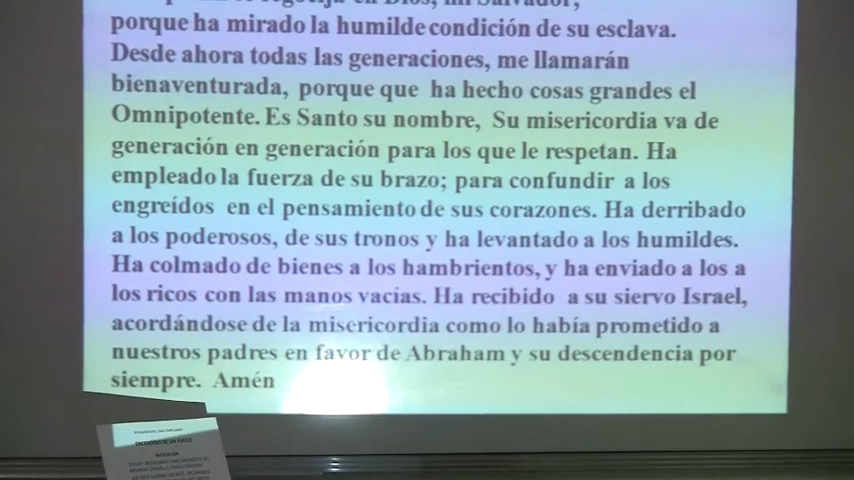 en Dios, mi Salvador,
porque ha mirado la humilde condición de su esclava.
Desde ahora todas las generaciones, me llamarán
bienaventurada, porque que ha hecho cosas grandes el
Omnipotente. Es Santo su nombre, Su misericordia va de
generación en generación para los que le respetan. Ha
empleado la fuerza de su brazo; para confundir a los
engreídos en el pensamiento de sus corazones. Ha derribado
a los poderosos, de sus tronos y ha levantado a los humildes.
Ha colmado de bienes a los hambrientos, y ha enviado a los a
los ricos con las manos vacías. Ha recibido a su siervo Israel,
acordándose de la misericordia como lo había prometido a
nuestros padres en favor de Abraham y su descendencia por
siempre. Amén
ENCENDIDO DE UN FUEGO